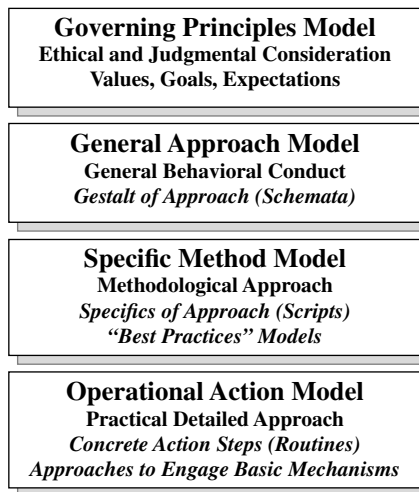 Governing Principles Model
Ethical and Judgmental Consideration
Values, Goals, Expectations
General Approach Model
General Behavioral Conduct
Gestalt of Approach (Schemata)
Specific Method Model
Methodological Approach
Specifics of Approach (Scripts)
“Best Practices” Models
Operational Action Model
Practical Detailed Approach
Concrete Action Steps (Routines)
Approaches to Engage Basic Mechanisms